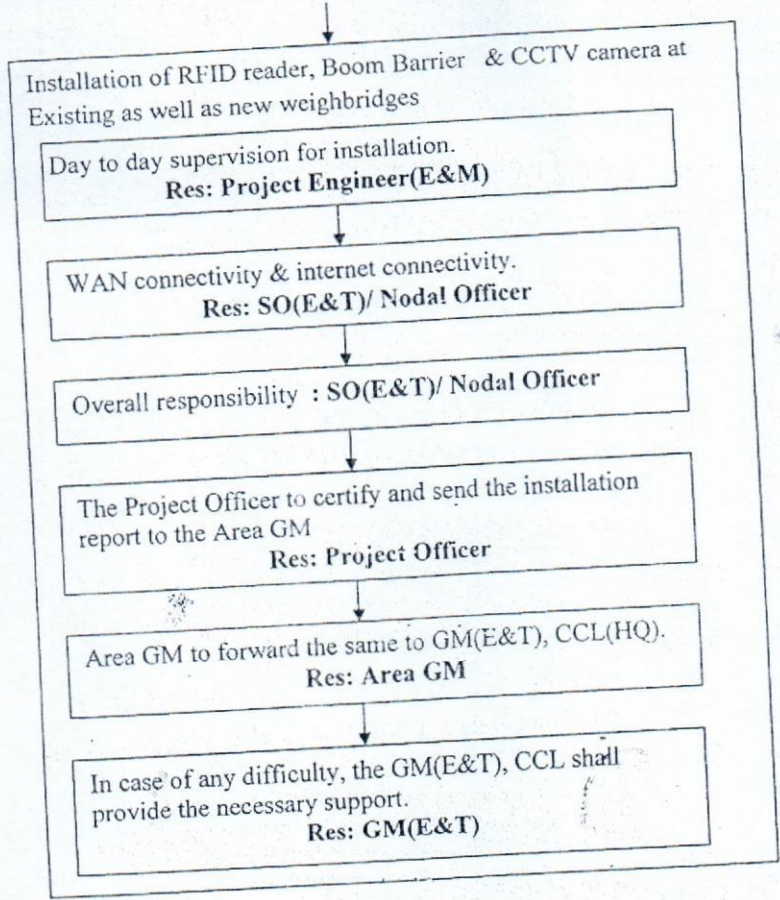 Installation of RFID reader, Boom Barrier & CCTV camera at
Existing as well as new weighbridges
Day to day supervision for installation.
Res: Project Engineer(E&M)
WAN connectivity & internet connectivity.
Res: SO(E&T)/ Nodal Officer
Overall responsibility : SO(E&T)/ Nodal Officer
The Project Officer to certify and send the installation
report to the Area GM
Res: Project Officer
Area GM to forward the same to GM(E&T), CCL(HQ).
Res: Area GM
In case of any difficulty, the GM(E&T), CCL shall
provide the necessary support.
Res: GM(E&T)